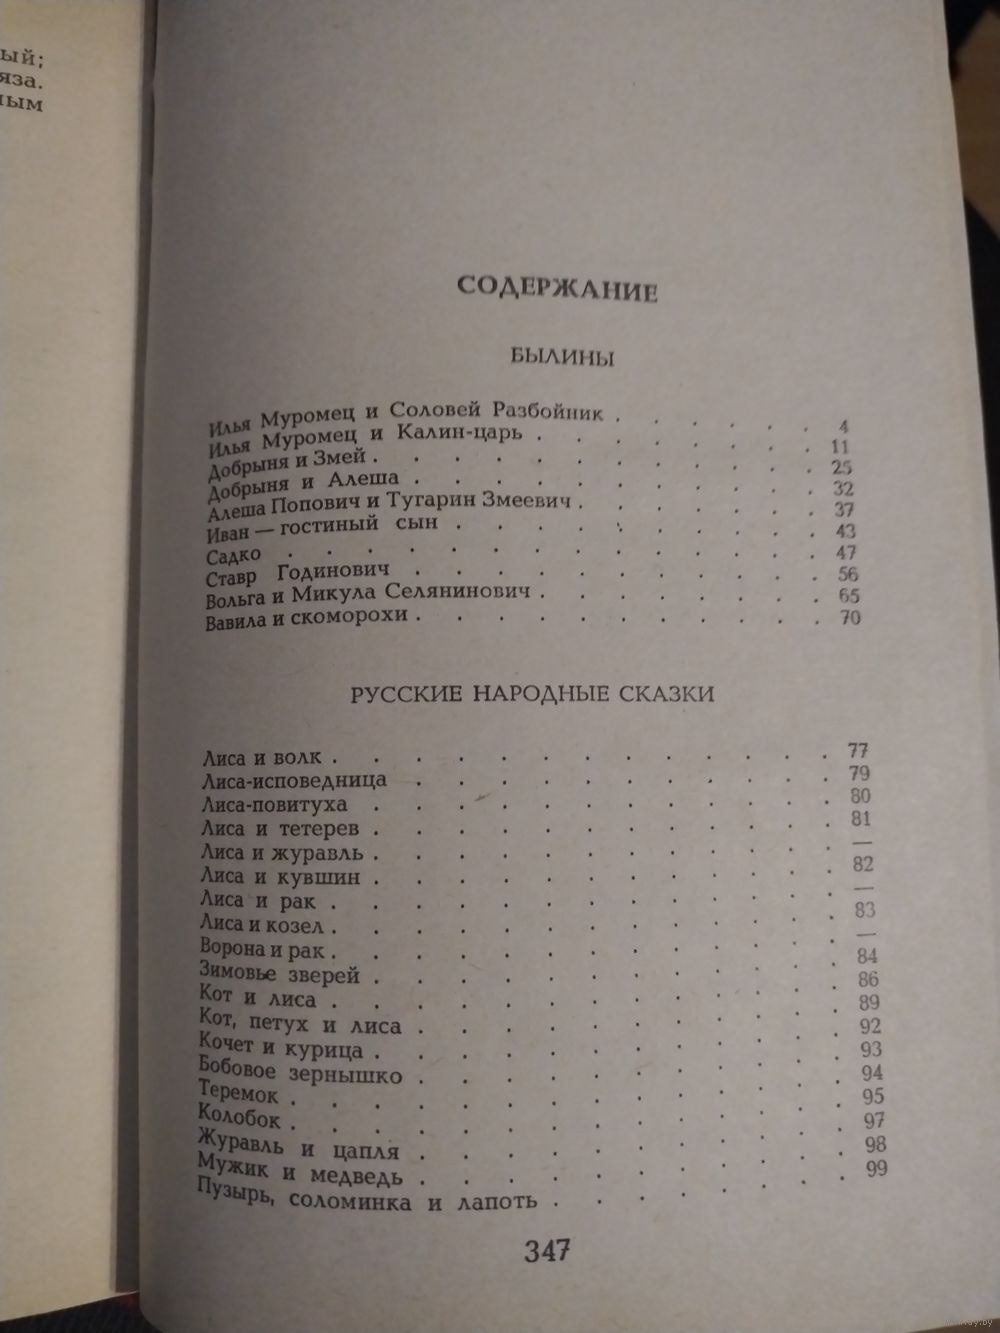 ый;
яза.
ным
СОДЕРЖАНИЕ
БЫЛИНЫ
Илья Муромец и Соловей Разбойник . . . . . . 4
Илья Муромец и Калин-царь . . . . . . . . 11
Добрыня и Змей . . . . . . . . . . . . 25
Добрыня и Алеша . . . . . . . . . . . 32
Алеша Попович и Тугарин Змеевич . . . . . . . 37
Иван — гостиный сын . . . . . . . . . . 43
Садко . . . . . . . . . . . . . . 47
Ставр Годинович . . . . . . . . . . . 56
Вольга и Микула Селянинович . . . . . . . . 65
Вавила и скоморохи . . . . . . . . . . . 70
РУССКИЕ НАРОДНЫЕ СКАЗКИ
Лиса и волк . . . . . . . . . . . . 77
Лиса-исповедница . . . . . . . . . . 79
Лиса-повитуха . . . . . . . . . . . 80
Лиса и тетерев . . . . . . . . . . . 81
Лиса и журавль . . . . . . . . . . . —
Лиса и кувшин . . . . . . . . . . . 82
Лиса и рак . . . . . . . . . . . . —
Лиса и козел . . . . . . . . . . . . 83
Ворона и рак . . . . . . . . . . . . —
Зимовье зверей . . . . . . . . . . . 84
Кот и лиса . . . . . . . . . . . . 86
Кот, петух и лиса . . . . . . . . . . 89
Кочет и курица . . . . . . . . . . . 92
Бобовое зернышко . . . . . . . . . . 93
Теремок . . . . . . . . . . . . . 94
Колобок . . . . . . . . . . . . . 95
Журавль и цапля . . . . . . . . . . 97
Мужик и медведь . . . . . . . . . . 98
Пузырь, соломинка и лапоть . . . . . . . 99
347